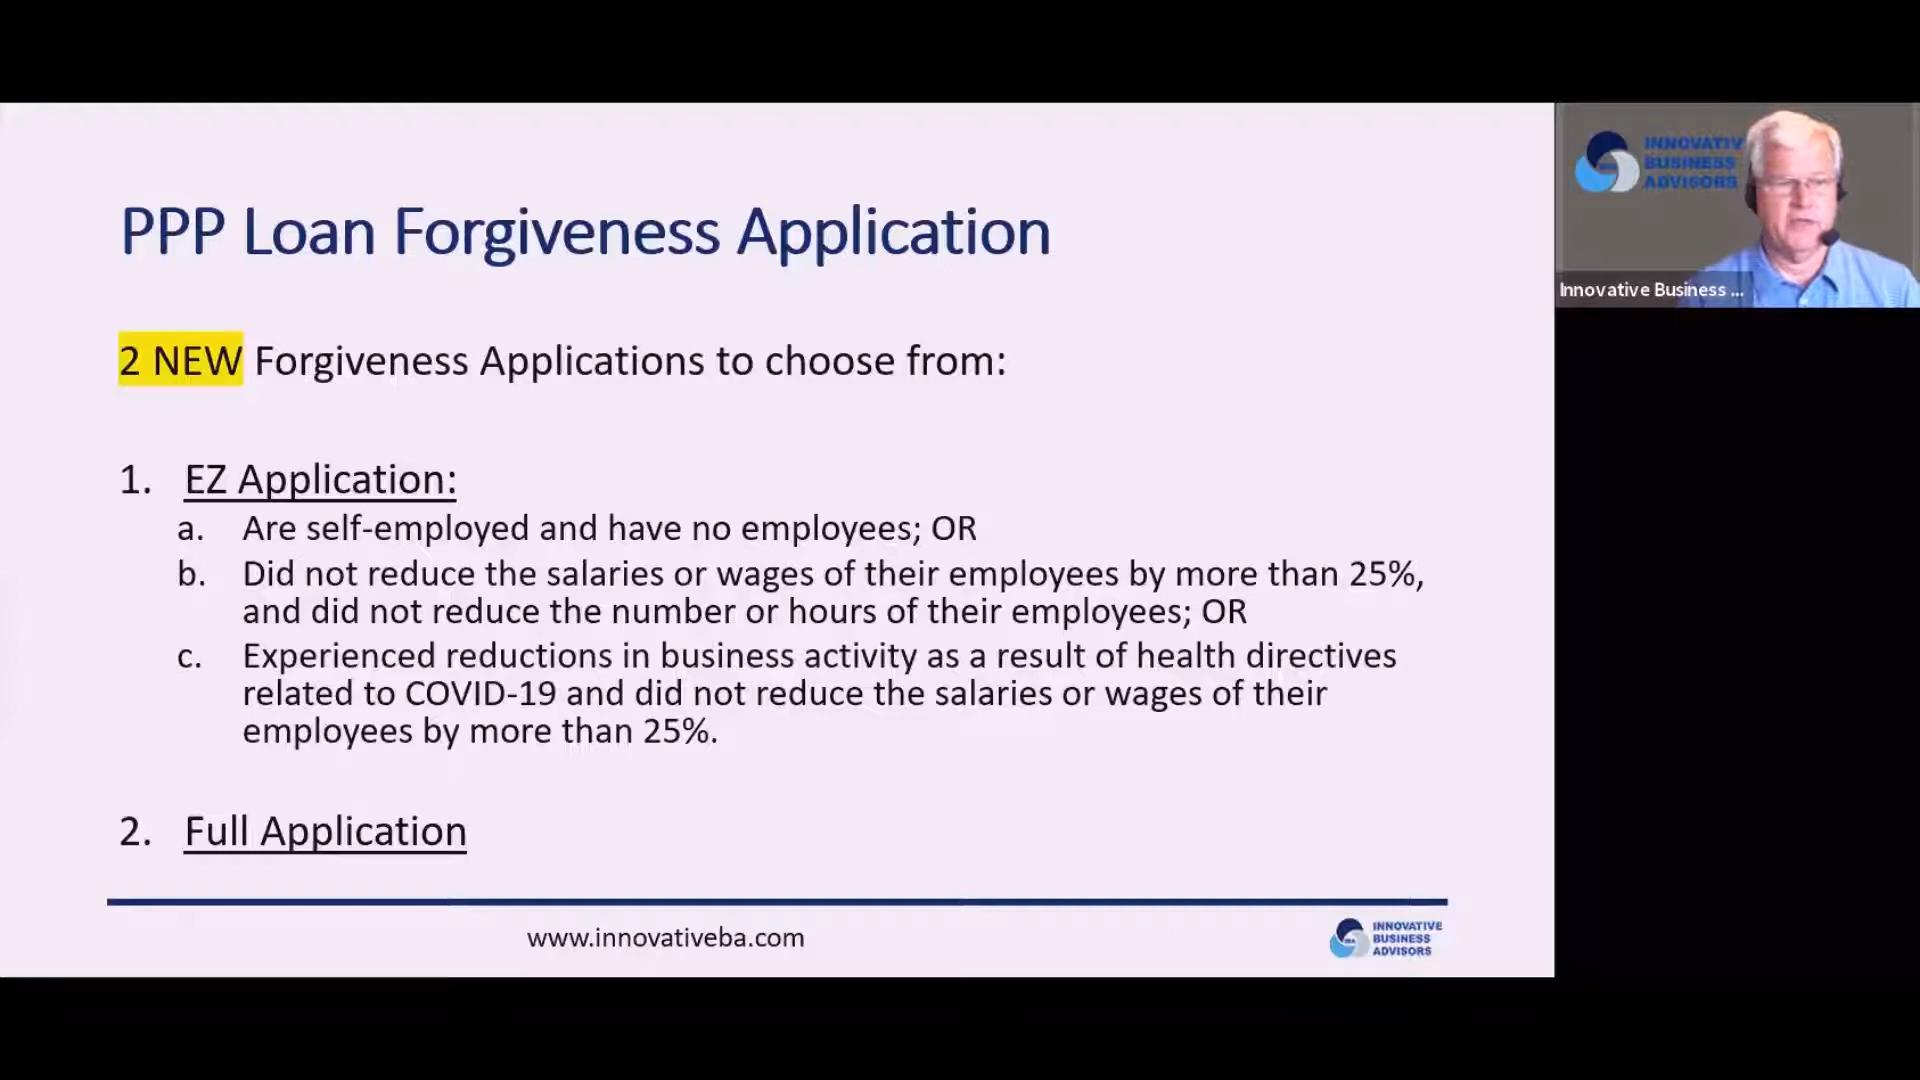 PPP Loan Forgiveness Application
2 NEW Forgiveness Applications to choose from:
1. EZ Application:
a. Are self-employed and have no employees; OR
b. Did not reduce the salaries or wages of their employees by more than 25%,
and did not reduce the number or hours of their employees; OR
c. Experienced reductions in business activity as a result of health directives
related to COVID-19 and did not reduce the salaries or wages of their
employees by more than 25%.
2. Full Application
www.innovativeba.com
INNOVATIVE
BUSINESS
ADVISORS
INNOVATIV
BUSINESS
ADVISORS
Innovative Business ...